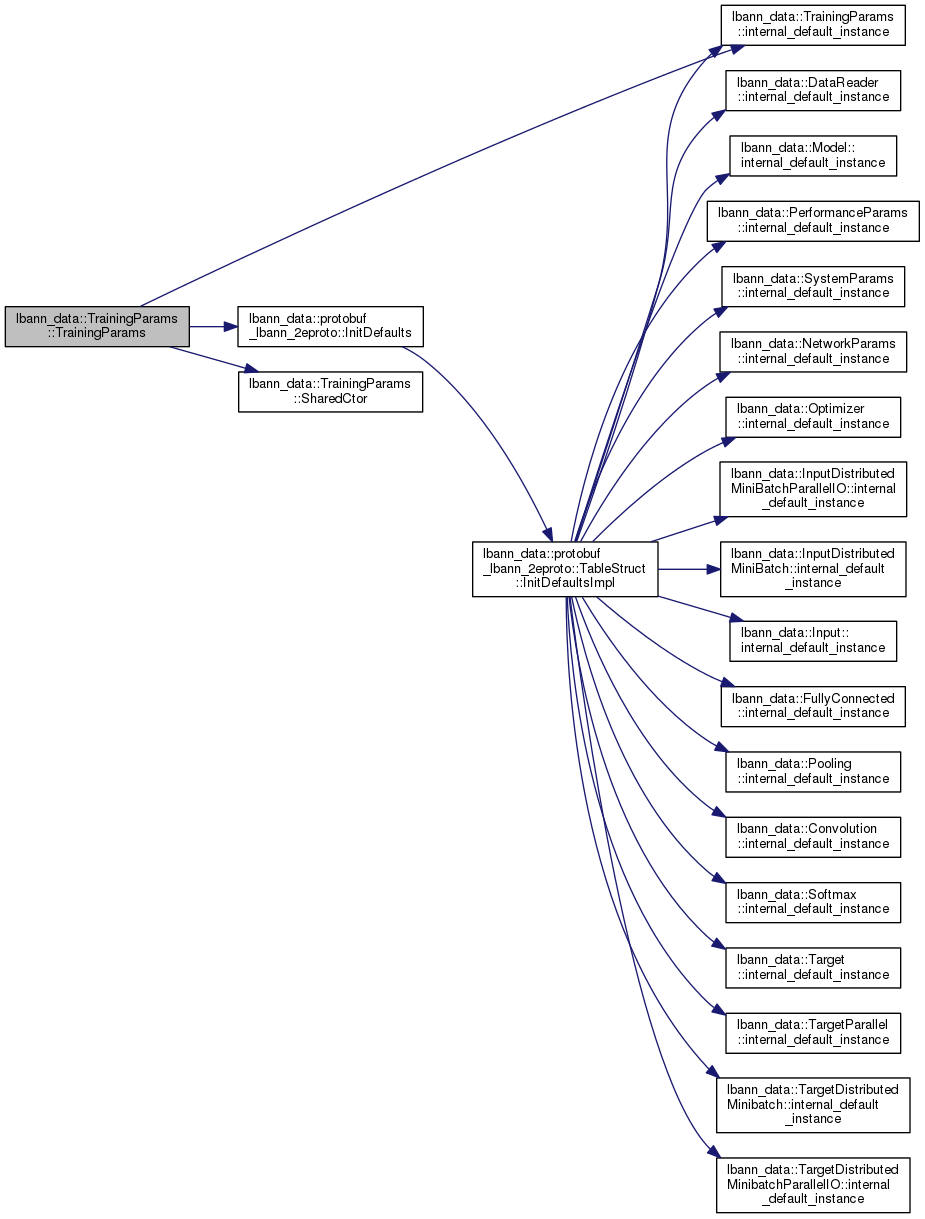 lbann_data::TrainingParams
::TrainingParams
lbann_data::protobuf
_lbann_2eproto::InitDefaults
lbann_data::TrainingParams
::SharedCtor
lbann_data::protobuf
_lbann_2eproto::TableStruct
::InitDefaultsImpl
lbann_data::TrainingParams
::internal_default_instance
lbann_data::DataReader
::internal_default_instance
lbann_data::Model::
internal_default_instance
lbann_data::PerformanceParams
::internal_default_instance
lbann_data::SystemParams
::internal_default_instance
lbann_data::NetworkParams
::internal_default_instance
lbann_data::Optimizer
::internal_default_instance
lbann_data::InputDistributed
MiniBatchParallelIO::internal
_default_instance
lbann_data::InputDistributed
MiniBatch::internal_default
_instance
lbann_data::Input::
internal_default_instance
lbann_data::FullyConnected
::internal_default_instance
lbann_data::Pooling
::internal_default_instance
lbann_data::Convolution
::internal_default_instance
lbann_data::Softmax
::internal_default_instance
lbann_data::Target
::internal_default_instance
lbann_data::TargetParallel
::internal_default_instance
lbann_data::TargetDistributed
Minibatch::internal_default
_instance
lbann_data::TargetDistributed
MinibatchParallelIO::internal
_default_instance